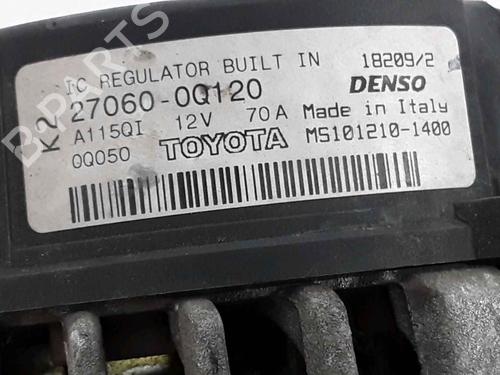 IC REGULATOR BUILT IN 18209/2
K2 27060-0Q120 DENSO
A115QI 12V 70A Made in Italy
0Q050 TOYOTA MS101210-1400
B-PARTS